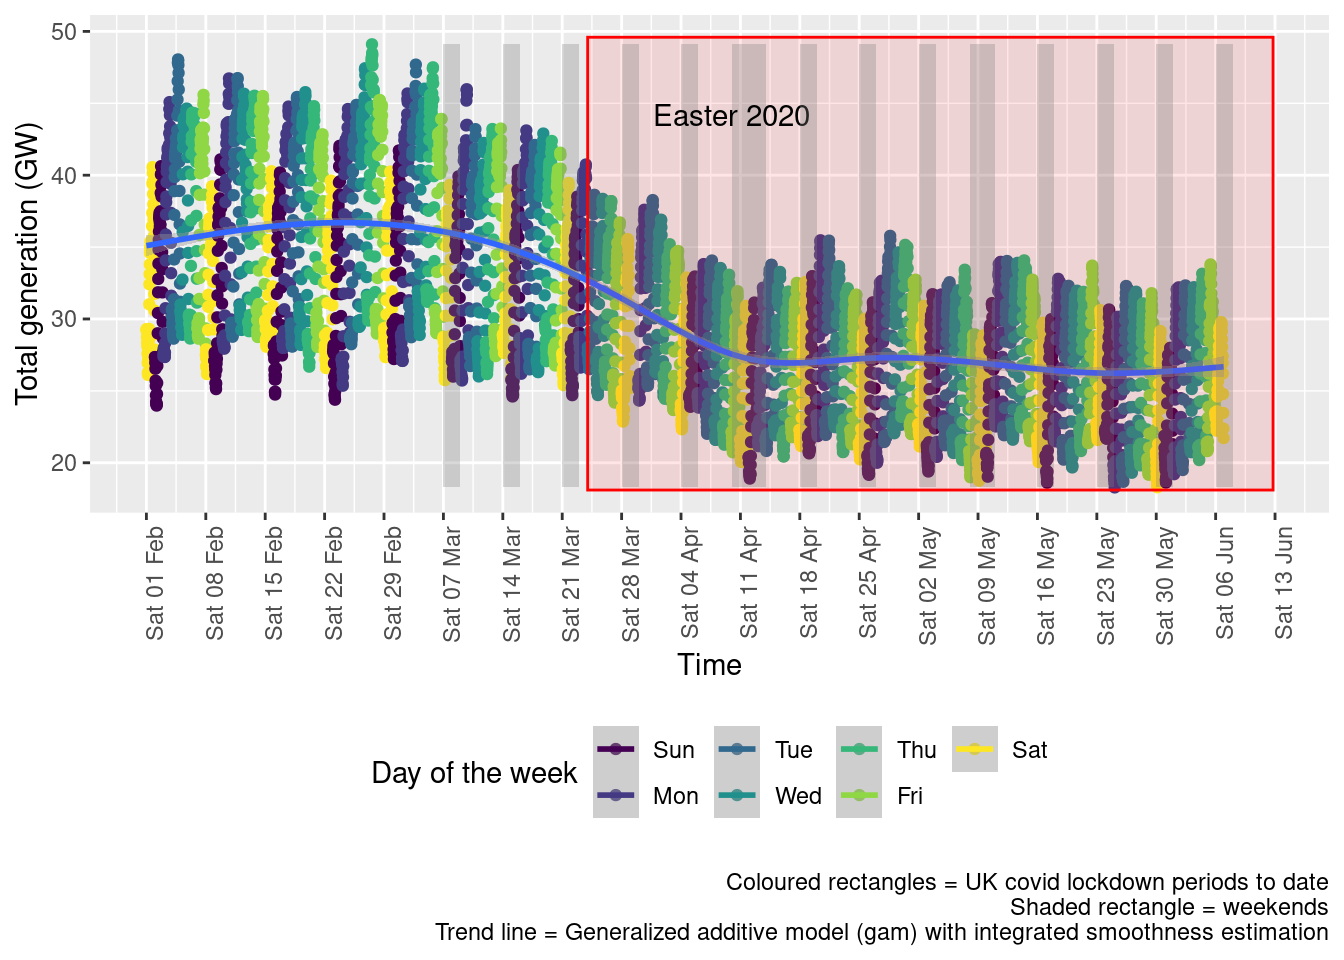 50
40
30
20
Total generation (GW)
Easter 2020
Sat 01 Feb
Sat 08 Feb
Sat 15 Feb
Sat 22 Feb
Sat 29 Feb
Sat 07 Mar
Sat 14 Mar
Sat 21 Mar
Sat 28 Mar
Sat 04 Apr
Sat 11 Apr
Sat 18 Apr
Sat 25 Apr
Sat 02 May
Sat 09 May
Sat 16 May
Sat 23 May
Sat 30 May
Sat 06 Jun
Sat 13 Jun
Time
Day of the week
Sun
Tue
Thu
Sat
Mon
Wed
Fri
Coloured rectangles = UK covid lockdown periods to date
Shaded rectangle = weekends
Trend line = Generalized additive model (gam) with integrated smoothness estimation